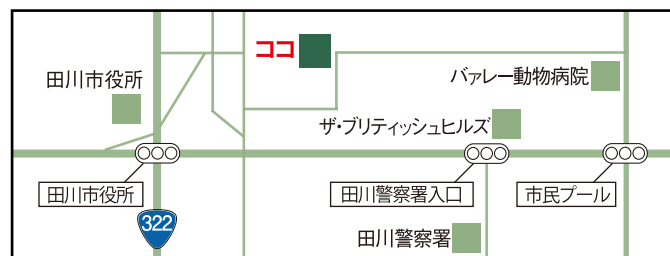 ココ
田川市役所
バァレー動物病院
ザ・ブリティッシュヒルズ
田川市役所
田川警察署入口
市民プール
322
田川警察署